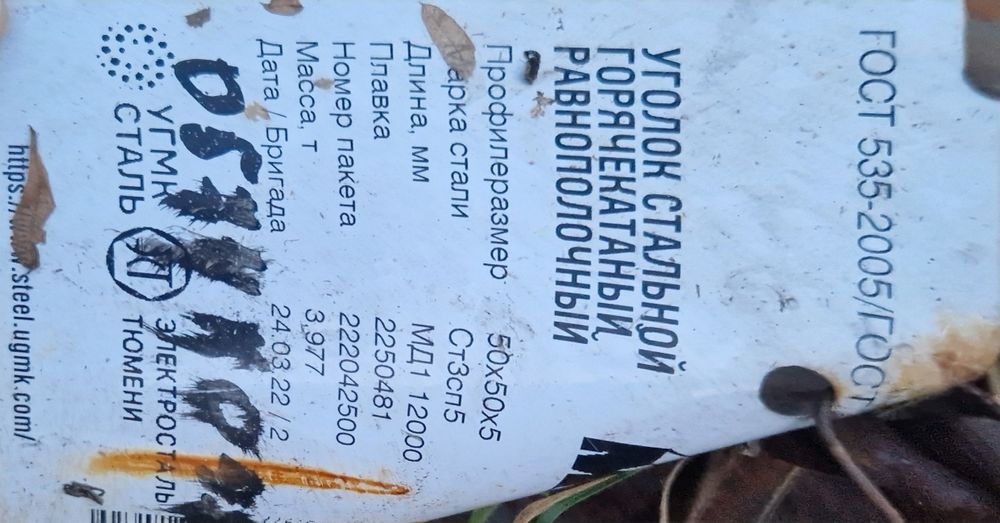 ГОСТ 535-2005/ГОСТ
УГОЛОК СТАЛЬНОЙ
ГОРЯЧЕКАТАНЫЙ
РАВНОПОЛОЧНЫЙ
Профилеразмер 50х50х5
арка стали Ст3сп5
Длина, мм МД1 12000
Плавка 2250481
Номер пакета 222042500
Масса, т 3,977
Дата / Бригада 24.03.22 / 2
УГМК
СТАЛЬ
ЭЛЕКТРОСТАЛЬ
ТЮМЕНИ
.steel.ugmk.com/